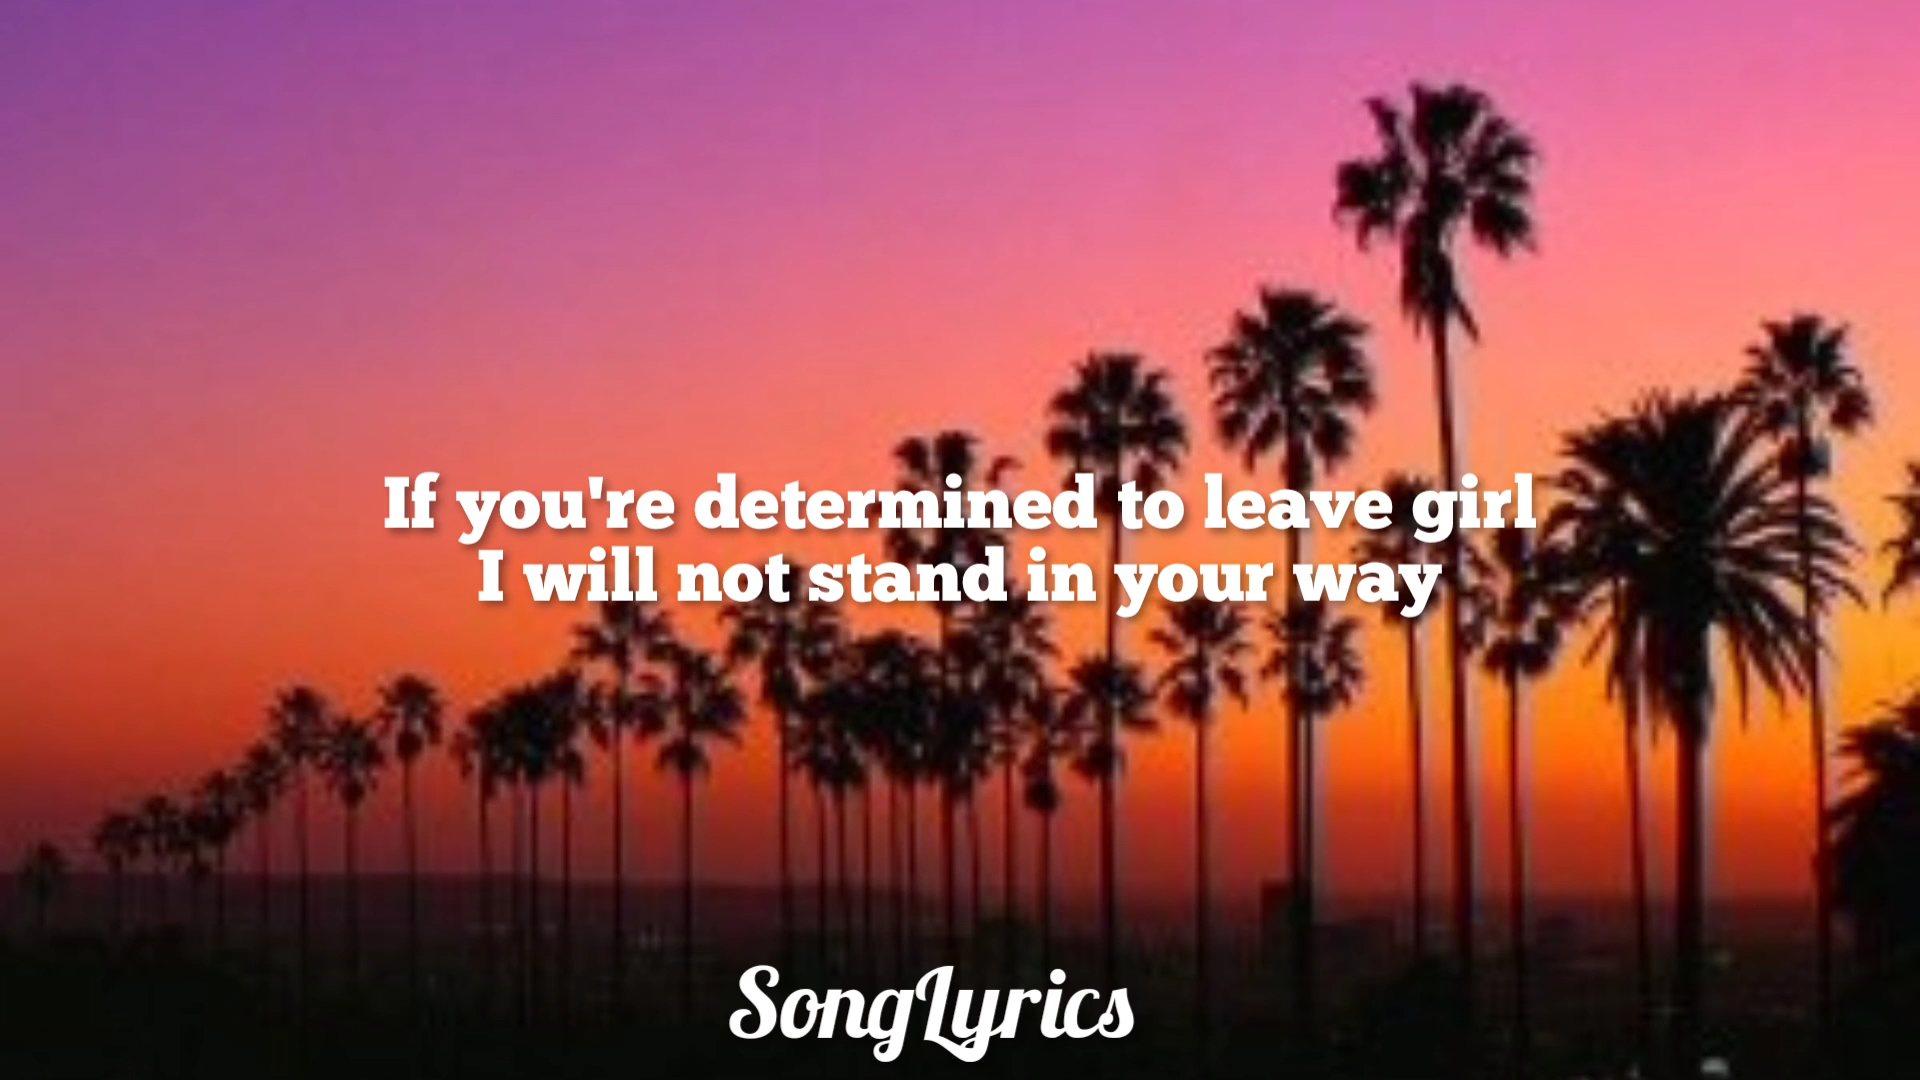 If you're determined to leave girl
I will not stand in your way
SongLyrics